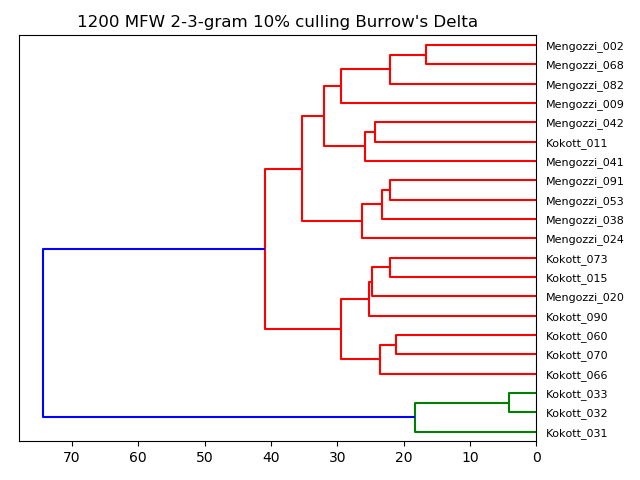 1200 MFW 2-3-gram 10% culling Burrow's Delta
Mengozzi_002
Mengozzi_068
Mengozzi_082
Mengozzi_009
Mengozzi_042
Kokott_011
Mengozzi_041
Mengozzi_091
Mengozzi_053
Mengozzi_038
Mengozzi_024
Kokott_073
Kokott_015
Mengozzi_020
Kokott_090
Kokott_060
Kokott_070
Kokott_066
Kokott_033
Kokott_032
Kokott_031
70 60 50 40 30 20 10 0